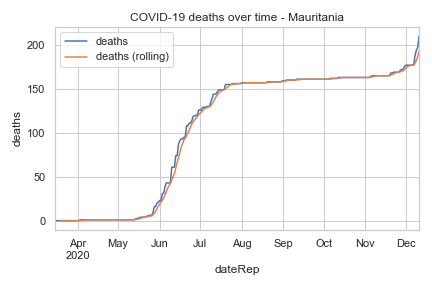 COVID-19 deaths over time - Mauritania
deaths
deaths (rolling)
200
150
100
50
0
deaths
Apr May Jun Jul Aug Sep Oct Nov Dec
2020
dateRep